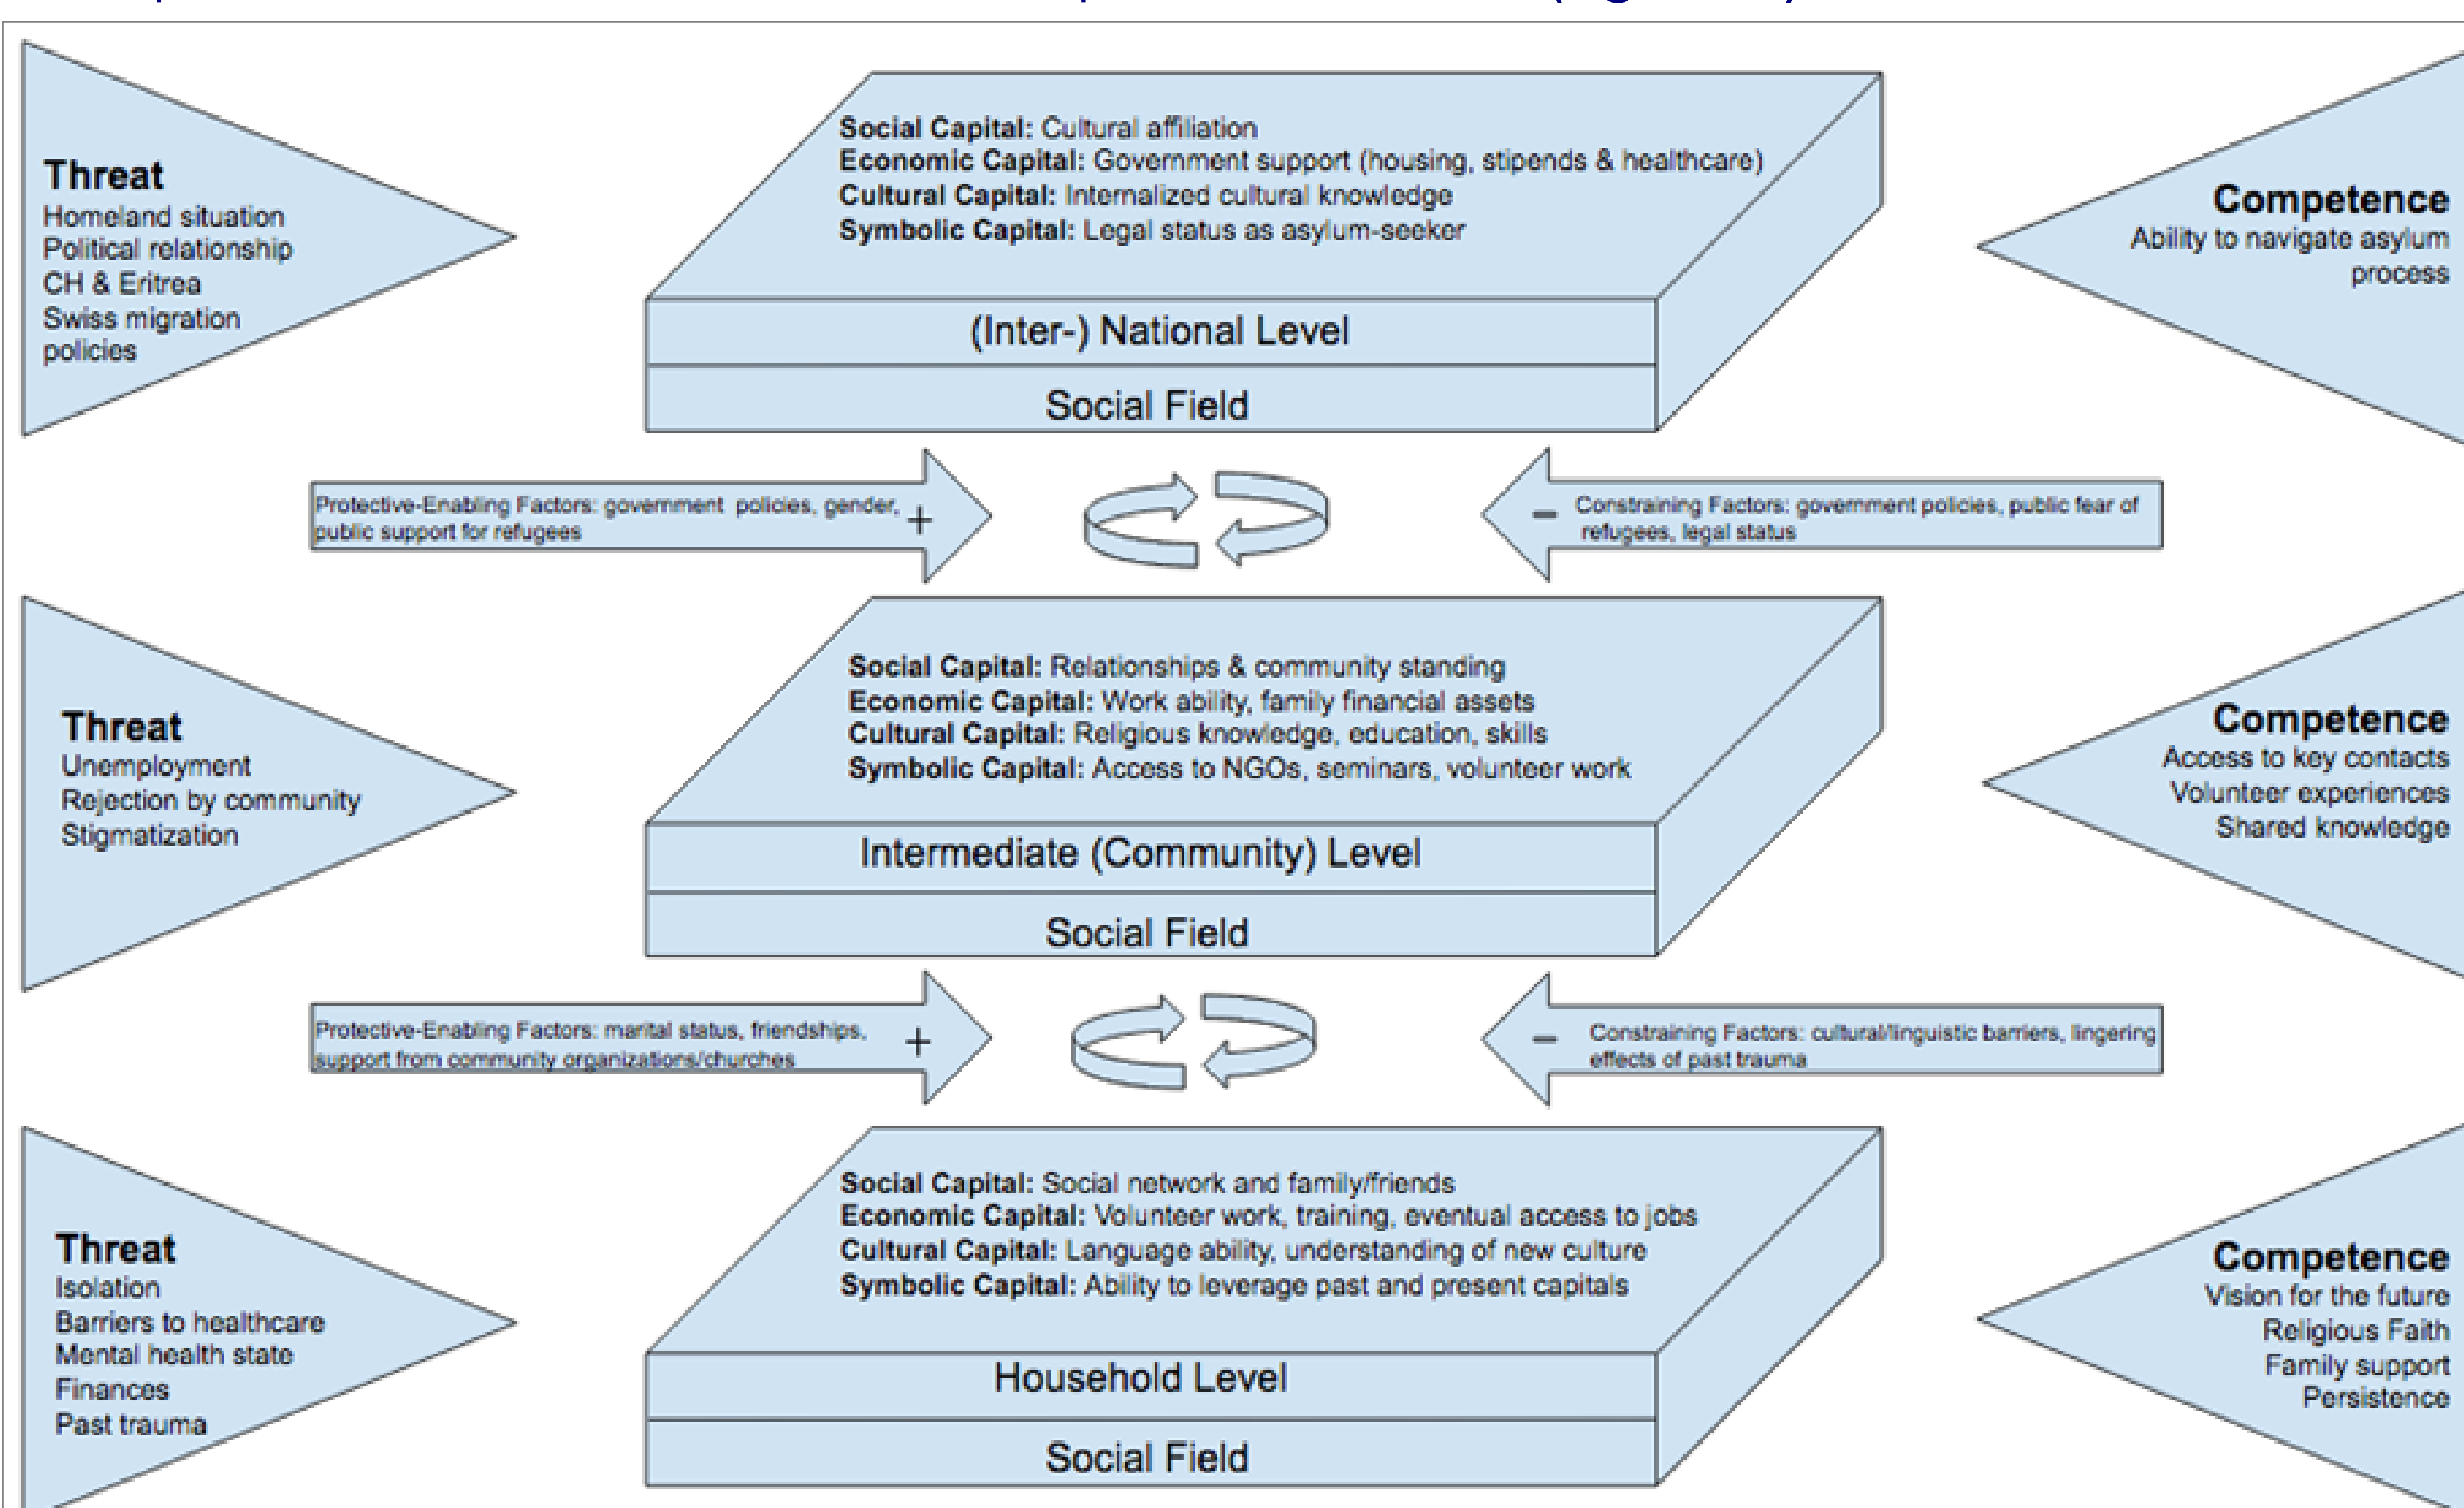 Threat
Homeland situation
Political relationship
CH & Eritrea
Swiss migration
policies
Social Capital: Cultural affiliation
Economic Capital: Government support (housing, stipends & healthcare)
Cultural Capital: Internalized cultural knowledge
Symbolic Capital: Legal status as asylum-seeker
(Inter-) National Level
Social Field
Competence
Ability to navigate asylum
process
Protective-Enabling Factors: government policies, gender,
public support for refugees
+
− Constraining Factors: government policies, public fear of
refugees, legal status
Threat
Unemployment
Rejection by community
Stigmatization
Social Capital: Relationships & community standing
Economic Capital: Work ability, family financial assets
Cultural Capital: Religious knowledge, education, skills
Symbolic Capital: Access to NGOs, seminars, volunteer work
Intermediate (Community) Level
Social Field
Competence
Access to key contacts
Volunteer experiences
Shared knowledge
Protective-Enabling Factors: marital status, friendships,
support from community organizations/churches
+
− Constraining Factors: cultural/linguistic barriers, lingering
effects of past trauma
Threat
Isolation
Barriers to healthcare
Mental health state
Finances
Past trauma
Social Capital: Social network and family/friends
Economic Capital: Volunteer work, training, eventual access to jobs
Cultural Capital: Language ability, understanding of new culture
Symbolic Capital: Ability to leverage past and present capitals
Household Level
Social Field
Competence
Vision for the future
Religious Faith
Family support
Persistence